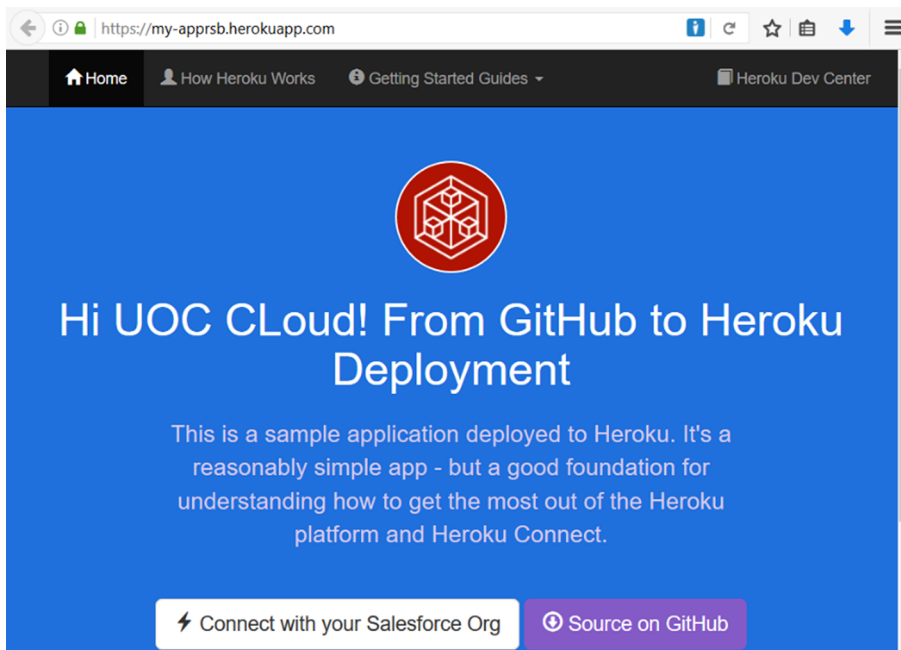 https://my-apprsb.herokuapp.com
Home How Heroku Works Getting Started Guides Heroku Dev Center
Hi UOC CLoud! From GitHub to Heroku
Deployment
This is a sample application deployed to Heroku. It's a
reasonably simple app - but a good foundation for
understanding how to get the most out of the Heroku
platform and Heroku Connect.
Connect with your Salesforce Org Source on GitHub